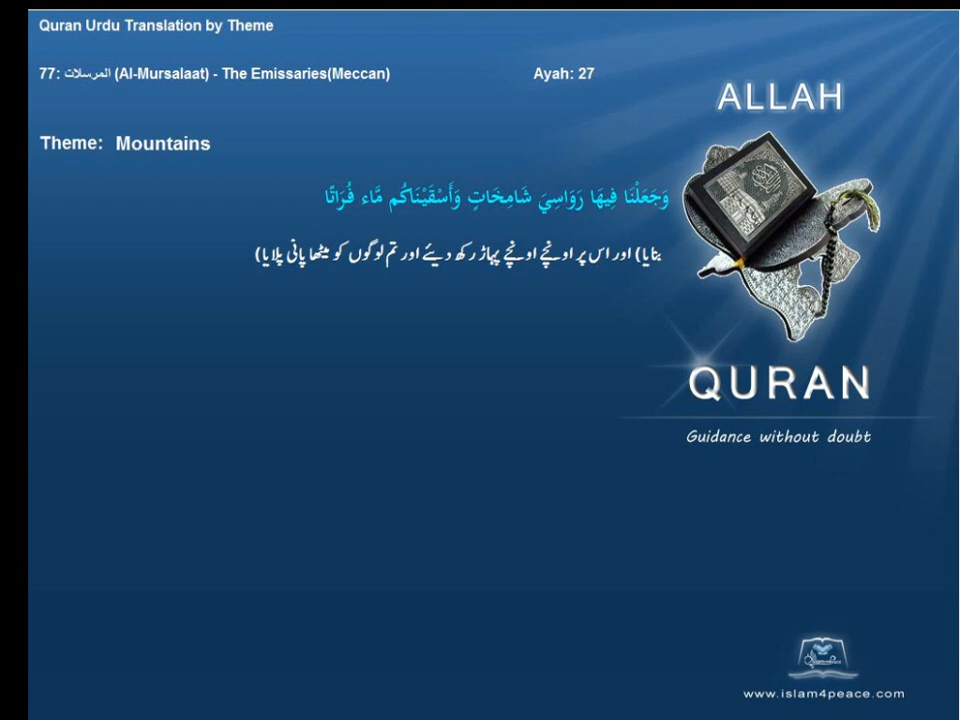 Quran Urdu Translation by Theme
77: المرسلات (Al-Mursalaat) - The Emissaries(Meccan) Ayah: 27
Theme: Mountains
وَجَعَلْنَا فِيهَا رَوَاسِيَ شَامِخَاتٍ وَأَسْقَيْنَاكُم مَّاء فُرَاتًا
بنایا) اور اس پر اونچے اونچے پہاڑ رکھ دیئے اور تم لوگوں کو میٹھا پانی پلایا)
ALLAH
QURAN
Guidance without doubt
www.islam4peace.com